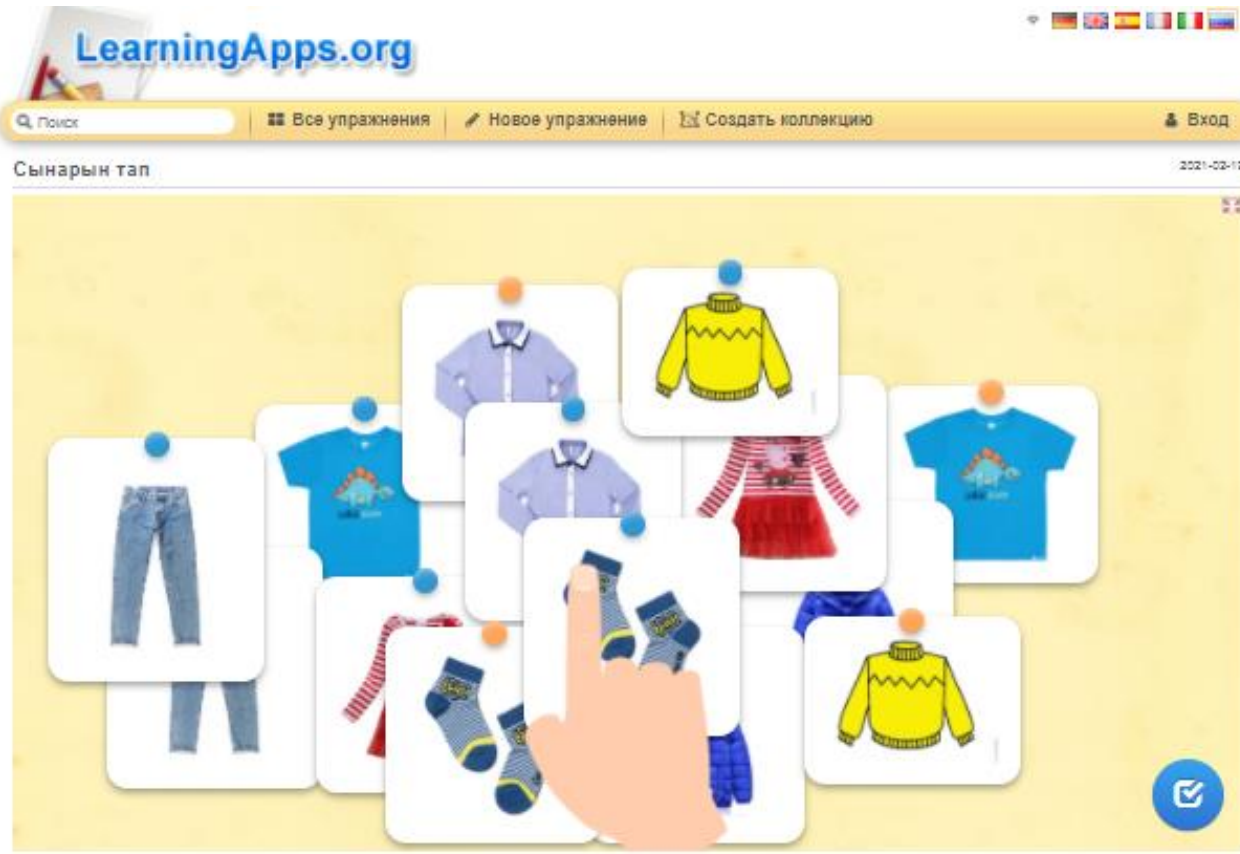 LearningApps.org
Поиск Все упражнения Новое упражнение Создать коллекцию Вход
Сынарын тап